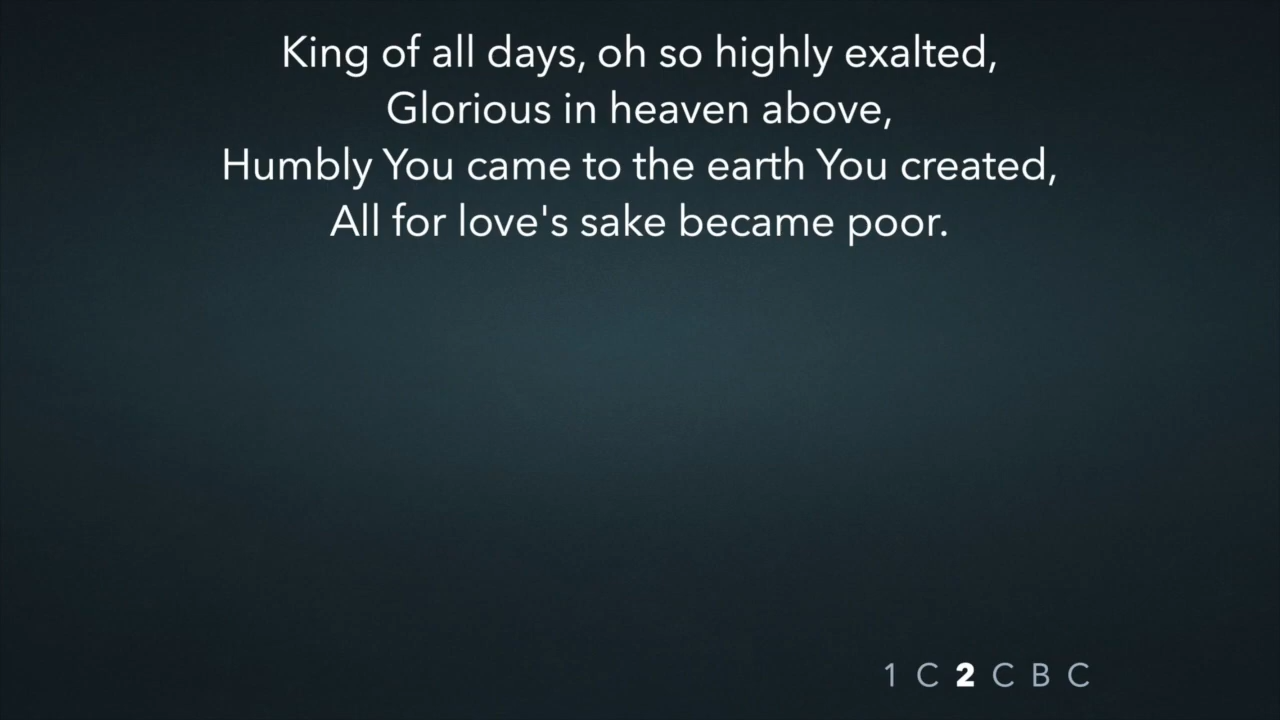 King of all days, oh so highly exalted,
Glorious in heaven above,
Humbly You came to the earth You created,
All for love's sake became poor.
1 C 2 C B C